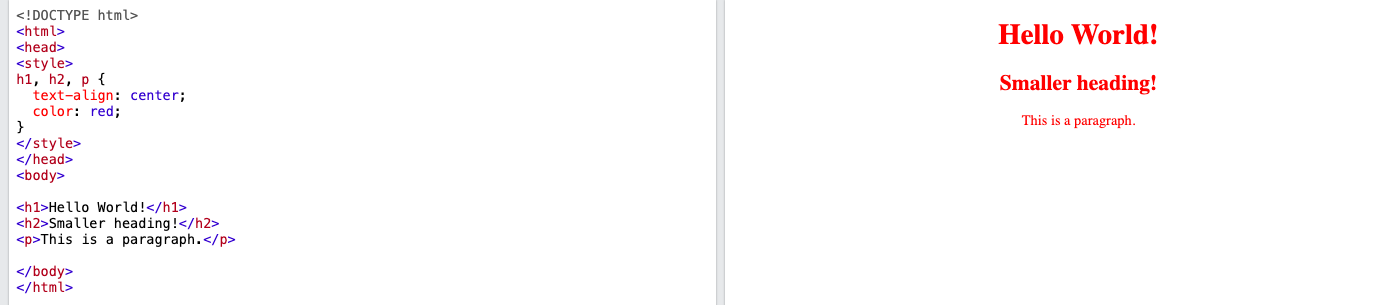 <!DOCTYPE html>
<html>
<head>
<style>
h1, h2, p {
  text-align: center;
  color: red;
}
</style>
</head>
<body>

<h1>Hello World!</h1>
<h2>Smaller heading!</h2>
<p>This is a paragraph.</p>

</body>
</html>
Hello World!
Smaller heading!
This is a paragraph.